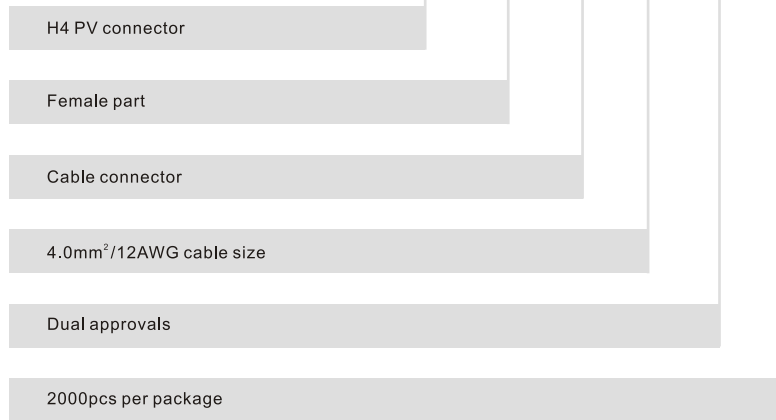 H4 PV connector
Female part
Cable connector
4.0mm²/12AWG cable size
Dual approvals
2000pcs per package